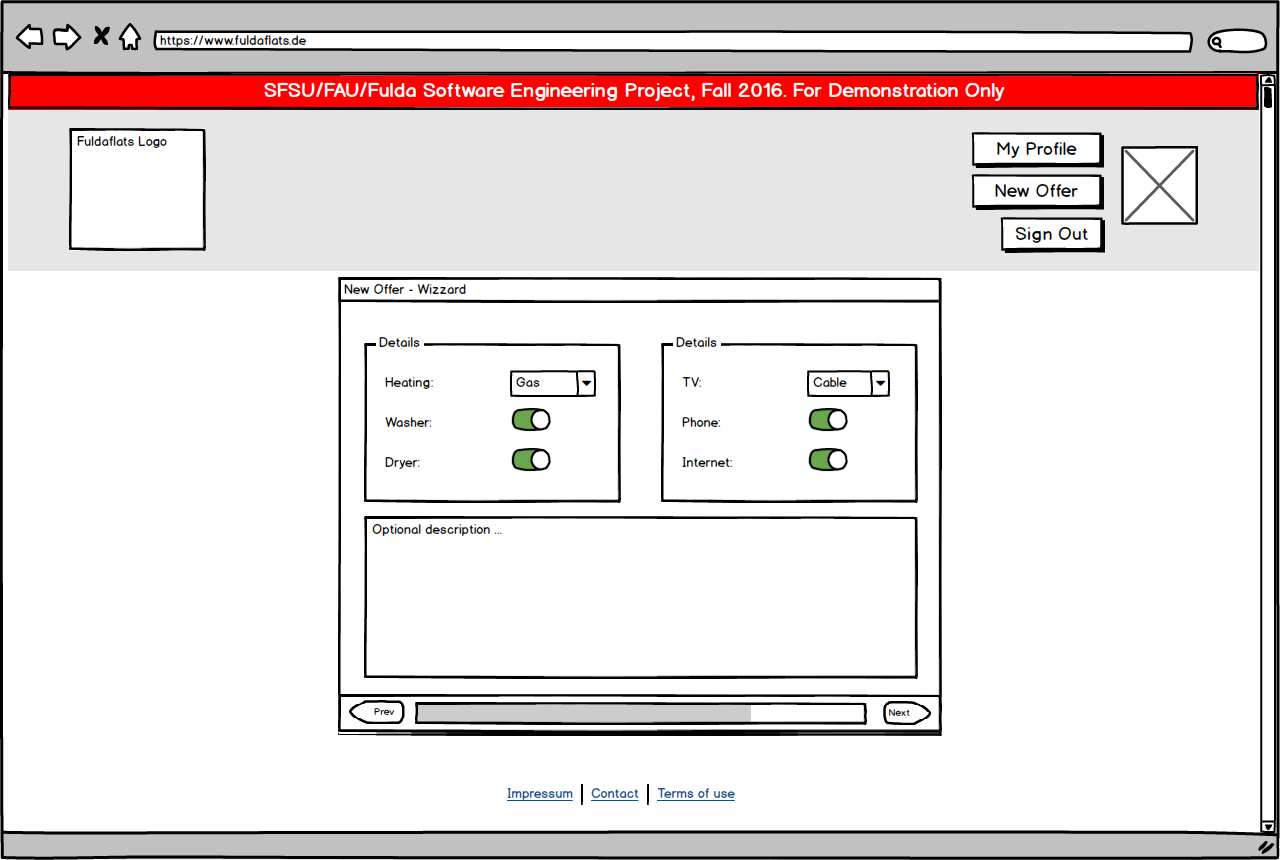 https://www.fuldaflats.de
SFSU/FAU/Fulda Software Engineering Project, Fall 2016. For Demonstration Only
Fuldaflats Logo
My Profile
New Offer
Sign Out
New Offer - Wizzard
Details
Heating:
Gas
Washer:
Dryer:
Details
TV:
Cable
Phone:
Internet:
Optional description ...
Prev
Next
Impressum
Contact
Terms of use